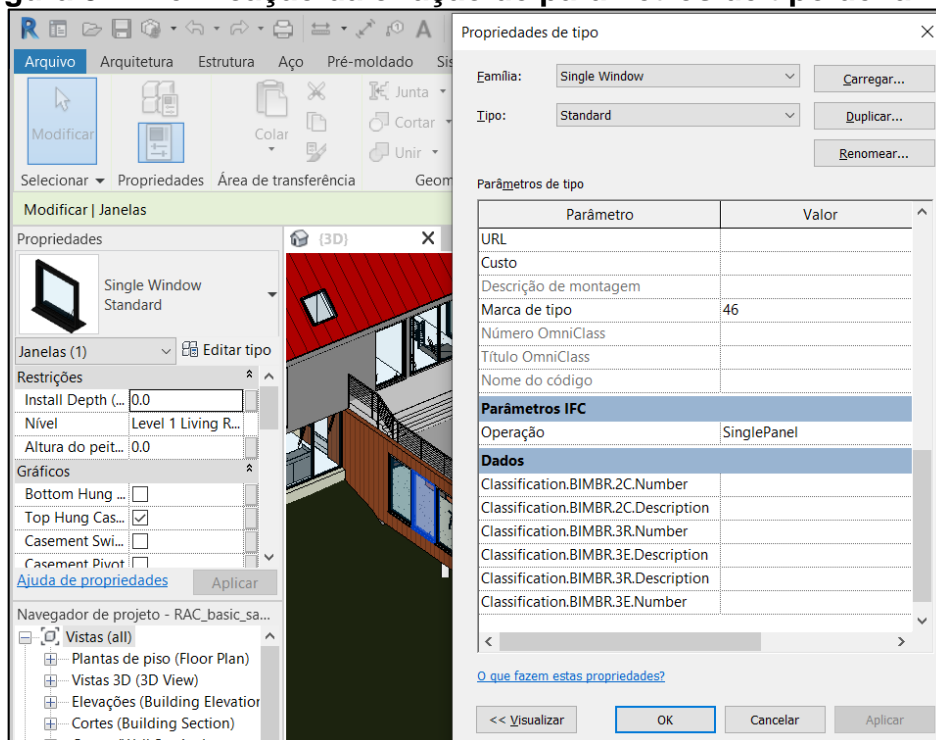 R A
Propriedades de tipo
Arquivo Arquitetura Estrutura Aço Pré-moldado Sis
Modificar
Colar
Junta
Cortar
Unir
Selecionar Propriedades Área de transferência Geom
Modificar | Janelas
Propriedades
{3D} X
Single Window
Standard
Janelas (1) Editar tipo
Restrições
Install Depth (... 0.0
Nível Level 1 Living R...
Altura do peit... 0.0
Gráficos
Bottom Hung ...
Top Hung Cas...
Casement Swi...
Casement Pivot
Ajuda de propriedades Aplicar
Navegador de projeto - RAC_basic_sa...
Vistas (all)
Plantas de piso (Floor Plan)
Vistas 3D (3D View)
Elevações (Building Elevation
Cortes (Building Section)
Família: Single Window Carregar...
Tipo: Standard Duplicar...
Renomear...
Parâmetros de tipo
Parâmetro Valor
URL
Custo
Descrição de montagem
Marca de tipo 46
Número OmniClass
Título OmniClass
Nome do código
Parâmetros IFC
Operação SinglePanel
Dados
Classification.BIMBR.2C.Number
Classification.BIMBR.2C.Description
Classification.BIMBR.3R.Number
Classification.BIMBR.3E.Description
Classification.BIMBR.3R.Description
Classification.BIMBR.3E.Number
O que fazem estas propriedades?
<< Visualizar OK Cancelar Aplicar